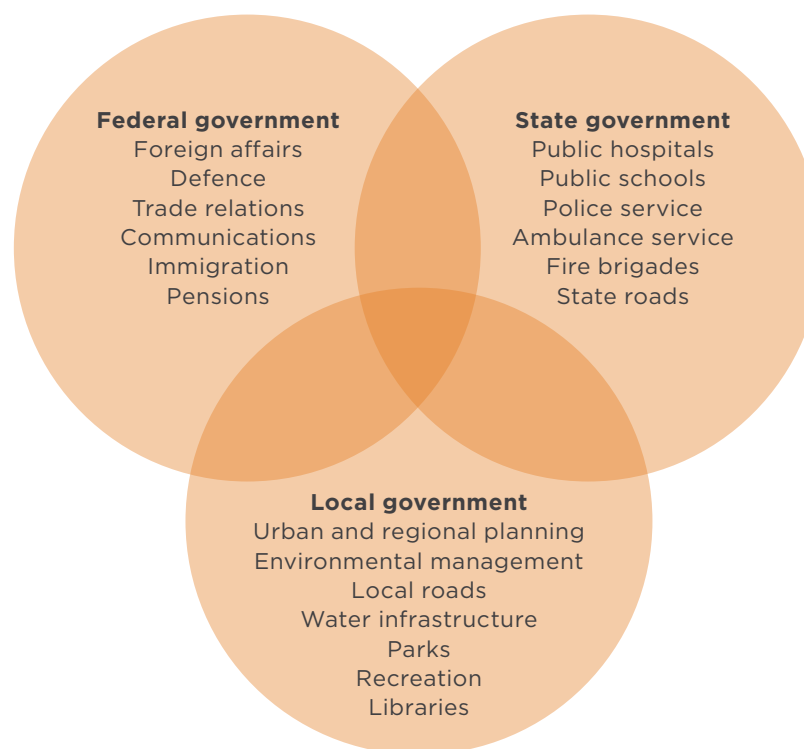 Federal government
Foreign affairs
Defence
Trade relations
Communications
Immigration
Pensions
State government
Public hospitals
Public schools
Police service
Ambulance service
Fire brigades
State roads
Local government
Urban and regional planning
Environmental management
Local roads
Water infrastructure
Parks
Recreation
Libraries